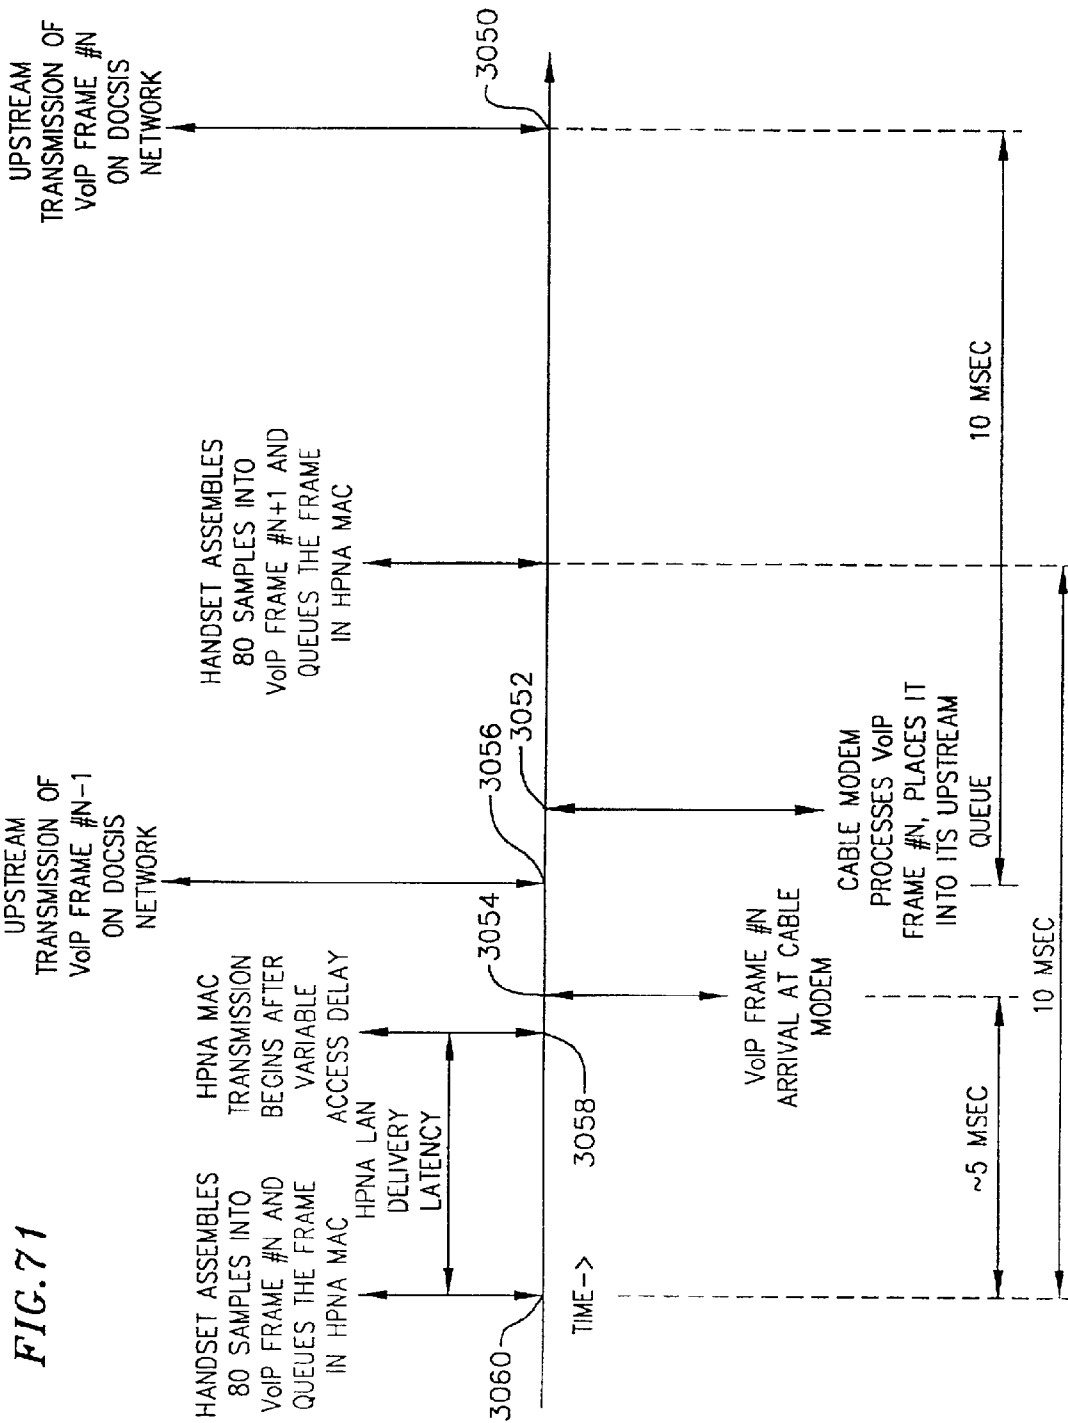 FIG.71
HANDSET ASSEMBLES
80 SAMPLES INTO
VoIP FRAME #N AND
QUEUES THE FRAME
IN HPNA MAC
HPNA MAC
TRANSMISSION
BEGINS AFTER
VARIABLE
ACCESS DELAY
HPNA LAN
DELIVERY
LATENCY
UPSTREAM
TRANSMISSION OF
VoIP FRAME #N-1
ON DOCSIS
NETWORK
HANDSET ASSEMBLES
80 SAMPLES INTO
VoIP FRAME #N+1 AND
QUEUES THE FRAME
IN HPNA MAC
UPSTREAM
TRANSMISSION OF
VoIP FRAME #N
ON DOCSIS
NETWORK
3060
3058
3054
3056
3052
3050
TIME-->
VoIP FRAME #N
ARRIVAL AT CABLE
MODEM
CABLE MODEM
PROCESSES VoIP
FRAME #N, PLACES IT
INTO ITS UPSTREAM
QUEUE
~5 MSEC
10 MSEC
10 MSEC